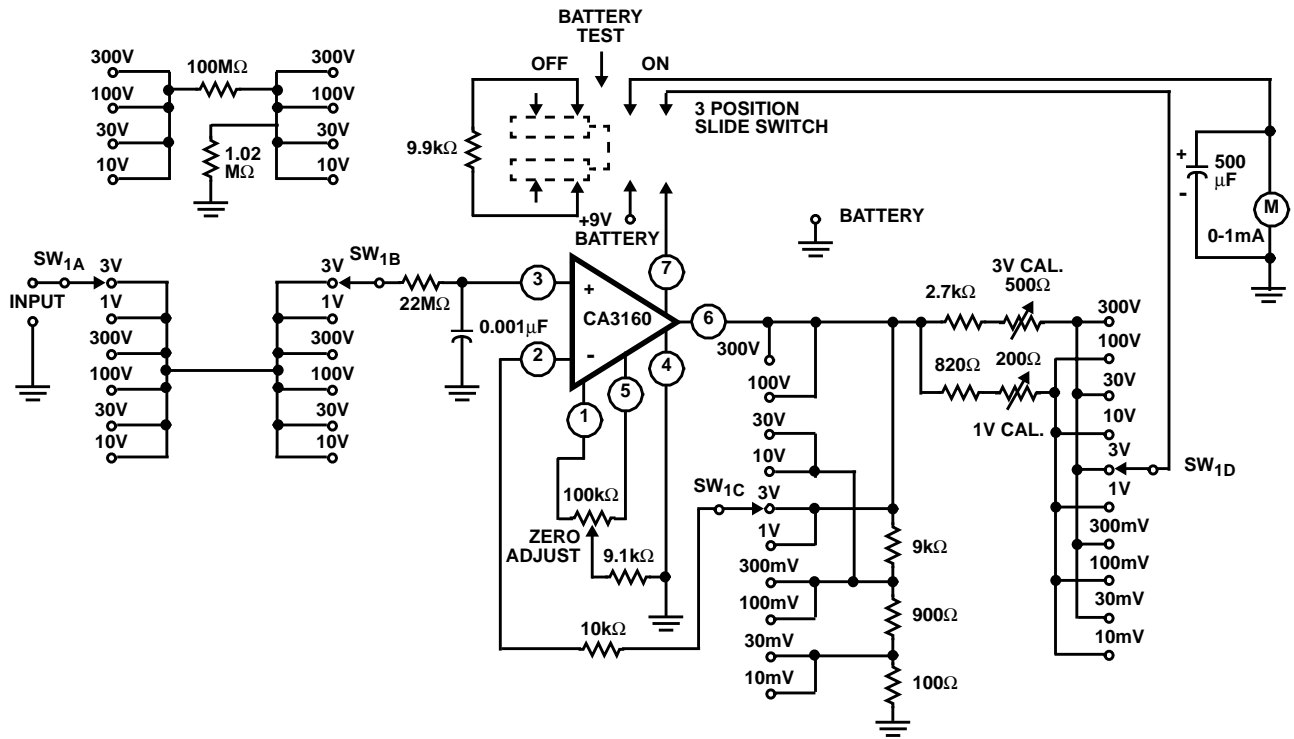 BATTERY
TEST
OFF
ON
3 POSITION
SLIDE SWITCH
9.9kΩ
+9V
BATTERY
BATTERY
300V
100V
30V
10V
100MΩ
1.02
MΩ
300V
100V
30V
10V
+
500
μF
-
M
0-1mA
SW1A
INPUT
3V
1V
300V
100V
30V
10V
3V
1V
300V
100V
30V
10V
SW1B
22MΩ
0.001μF
3
2
+
-
CA3160
7
6
4
5
1
100kΩ
ZERO
ADJUST
9.1kΩ
10kΩ
SW1C
300V
100V
30V
10V
3V
1V
300mV
100mV
30mV
10mV
9kΩ
900Ω
100Ω
3V CAL.
2.7kΩ
500Ω
820Ω
200Ω
1V CAL.
300V
100V
30V
10V
3V
1V
300mV
100mV
30mV
10mV
SW1D